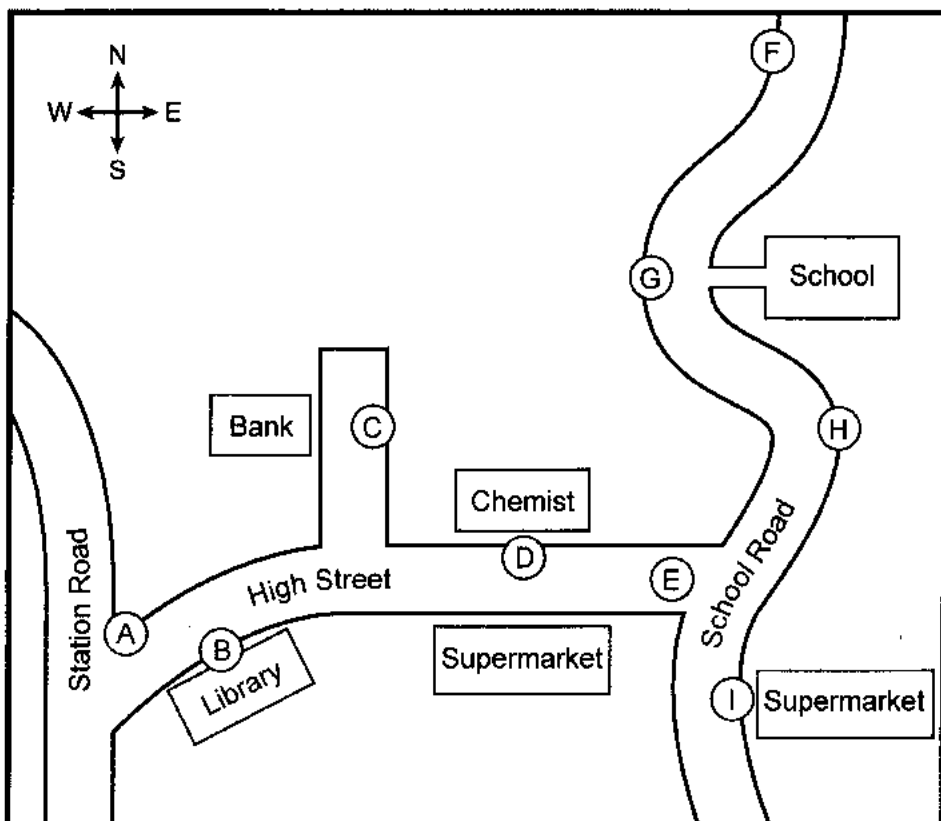 N
W E
S
F
G
School
H
Bank
C
Chemist
D
E
High Street
School Road
Station Road
A
B
Library
Supermarket
I
Supermarket